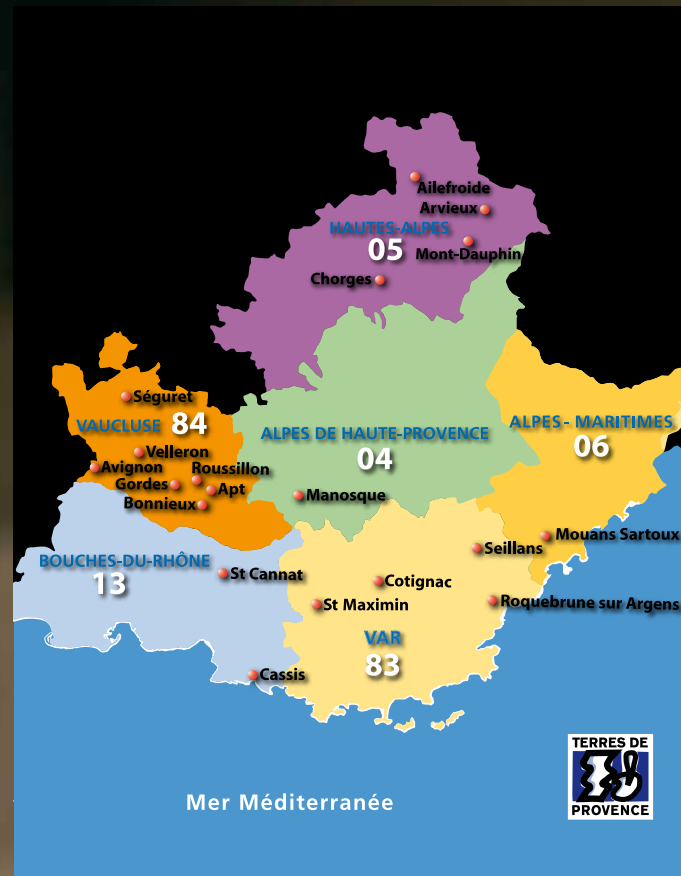 Ailefroide
Arvieux
HAUTES-ALPES
05
Mont-Dauphin
Chorges
Séguret
VAUCLUSE 84
ALPES DE HAUTE-PROVENCE
04
ALPES - MARITIMES
06
Velleron
Avignon
Roussillon
Gordes
Apt
Bonnieux
Manosque
Mouans Sartoux
Seillans
BOUCHES-DU-RHÔNE
13
St Cannat
Cotignac
St Maximin
Roquebrune sur Argens
VAR
83
Cassis
Mer Méditerranée
TERRES DE
PROVENCE